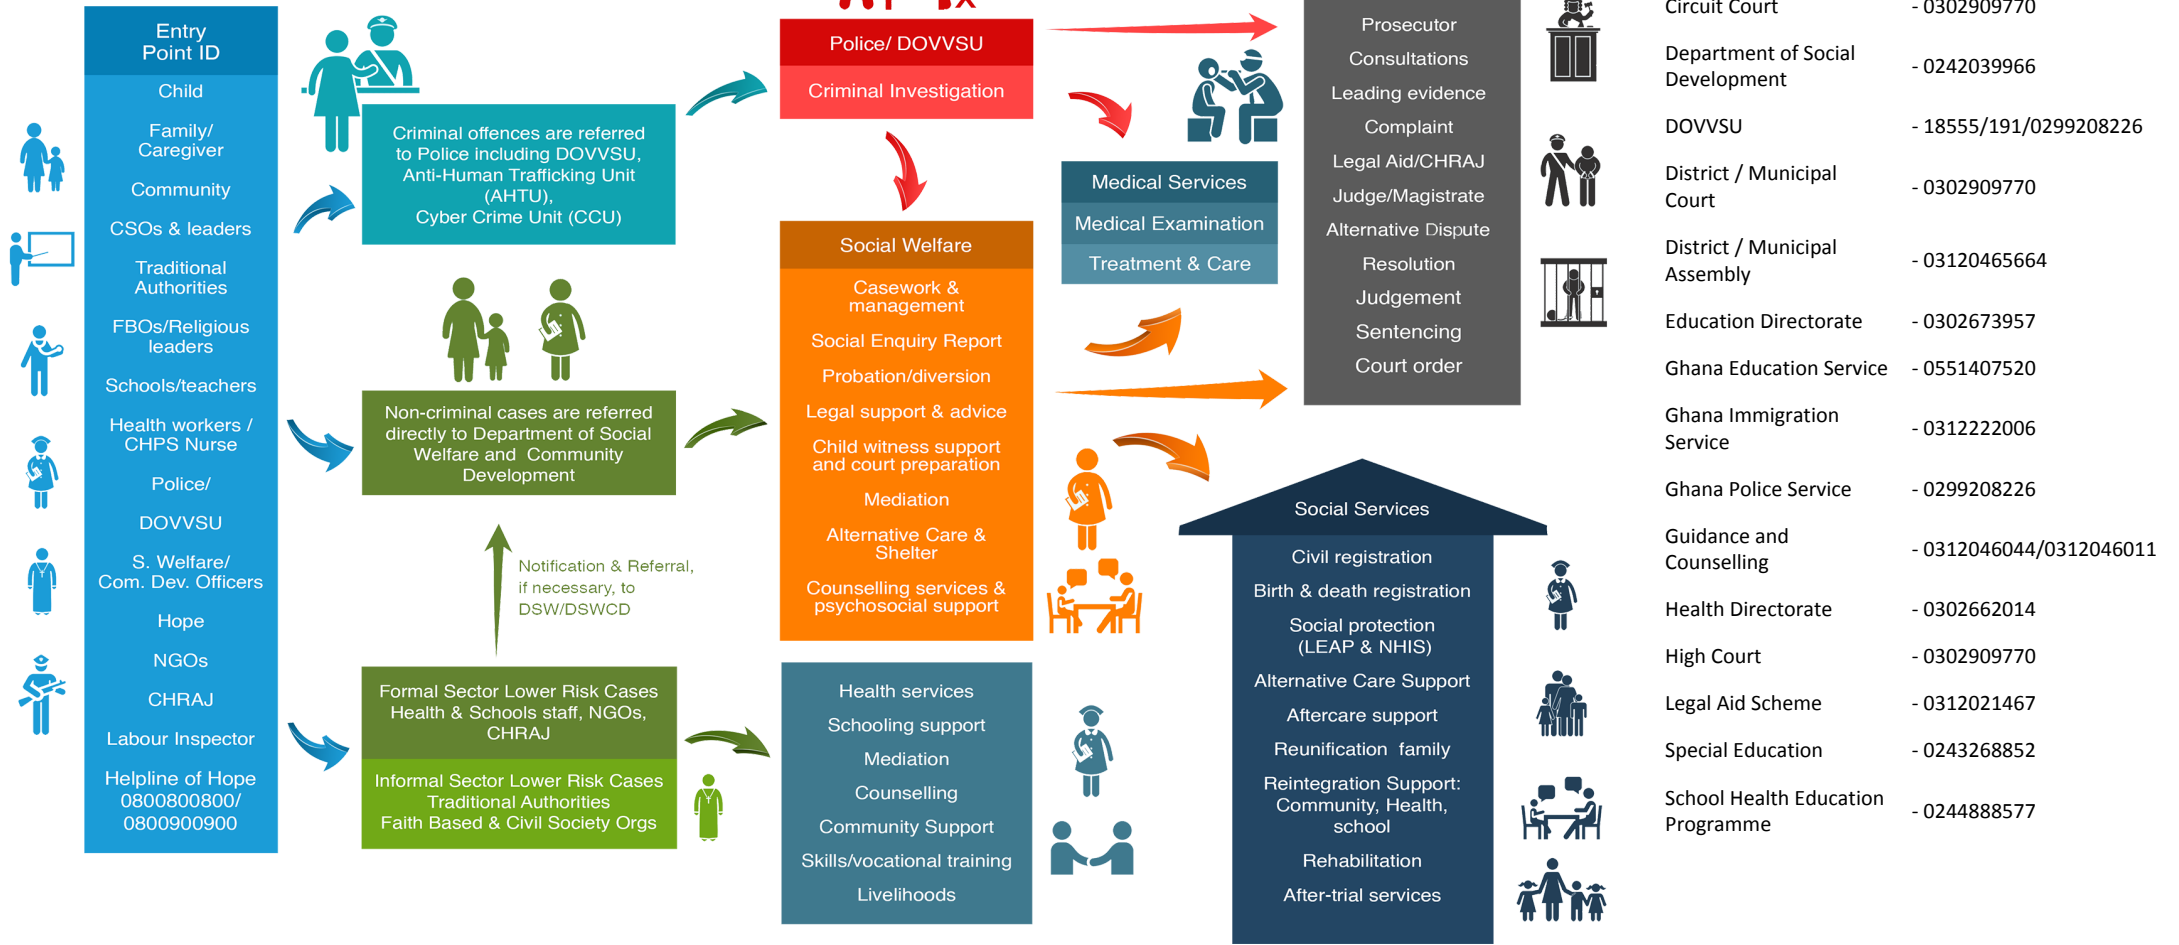 Entry
Point ID
Child
Family/
Caregiver
Community
CSOs & leaders
Traditional
Authorities
FBOs/Religious
leaders
Schools/teachers
Health workers /
CHPS Nurse
Police/
DOVVSU
S. Welfare/
Com. Dev. Officers
Hope
NGOs
CHRAJ
Labour Inspector
Helpline of Hope
0800800800/
0800900900
Criminal offences are referred
to Police including DOVVSU,
Anti-Human Trafficking Unit
(AHTU),
Cyber Crime Unit (CCU)
Non-criminal cases are referred
directly to Department of Social
Welfare and Community
Development
Notification & Referral,
if necessary, to
DSW/DSWCD
Formal Sector Lower Risk Cases
Health & Schools staff, NGOs,
CHRAJ
Informal Sector Lower Risk Cases
Traditional Authorities
Faith Based & Civil Society Orgs
Police/ DOVVSU
Criminal Investigation
Social Welfare
Casework &
management
Social Enquiry Report
Probation/diversion
Legal support & advice
Child witness support
and court preparation
Mediation
Alternative Care &
Shelter
Counselling services &
psychosocial support
Health services
Schooling support
Mediation
Counselling
Community Support
Skills/vocational training
Livelihoods
Medical Services
Medical Examination
Treatment & Care
Prosecutor
Consultations
Leading evidence
Complaint
Legal Aid/CHRAJ
Judge/Magistrate
Alternative Dispute
Resolution
Judgement
Sentencing
Court order
Social Services
Civil registration
Birth & death registration
Social protection
(LEAP & NHIS)
Alternative Care Support
Aftercare support
Reunification family
Reintegration Support:
Community, Health,
school
Rehabilitation
After-trial services
Circuit Court - 0302909770
Department of Social
Development - 0242039966
DOVVSU - 18555/191/0299208226
District / Municipal
Court - 0302909770
District / Municipal
Assembly - 03120465664
Education Directorate - 0302673957
Ghana Education Service - 0551407520
Ghana Immigration
Service - 0312222006
Ghana Police Service - 0299208226
Guidance and
Counselling - 0312046044/0312046011
Health Directorate - 0302662014
High Court - 0302909770
Legal Aid Scheme - 0312021467
Special Education - 0243268852
School Health Education
Programme - 0244888577